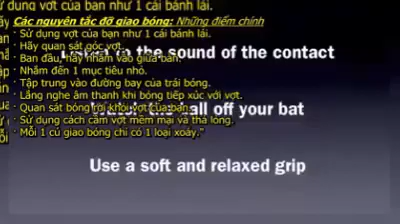 ử dụng vợt của bạn như 1 cái bánh lái.
Các nguyên tắc đỡ giao bóng: Những điểm chính
· Sử dụng vợt của bạn như 1 cái bánh lái.
· Hãy quan sát góc vợt.
· Ban đầu, hãy nhắm vào giữa bàn.
to the sound of the contact
· Nhắm đến 1 mục tiêu nhỏ.
· Tập trung vào đường bay của trái bóng.
· Lắng nghe âm thanh khi bóng tiếp xúc với vợt.
· Quan sát bóng rời khỏi vợt của bạn.
off your bat
· Sử dụng cách cầm vợt mềm mại và thả lỏng.
· Mỗi 1 cú giao bóng chỉ có 1 loại xoáy."
Use a soft and relaxed grip